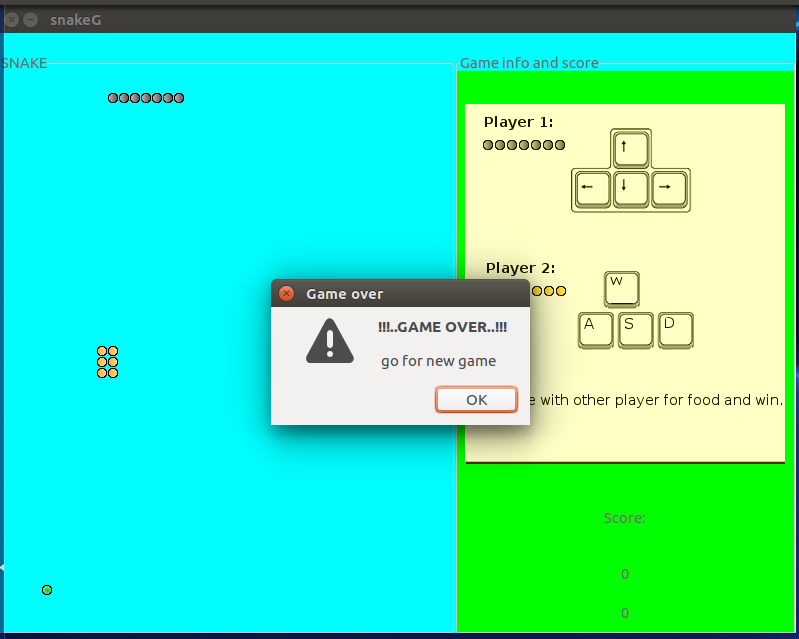 snakeG
SNAKE
Game info and score
Player 1:
↑
← ↓ →
Player 2:
W
A S D
Game over
!!!..GAME OVER..!!!
go for new game
OK
with other player for food and win.
Score:
0
0